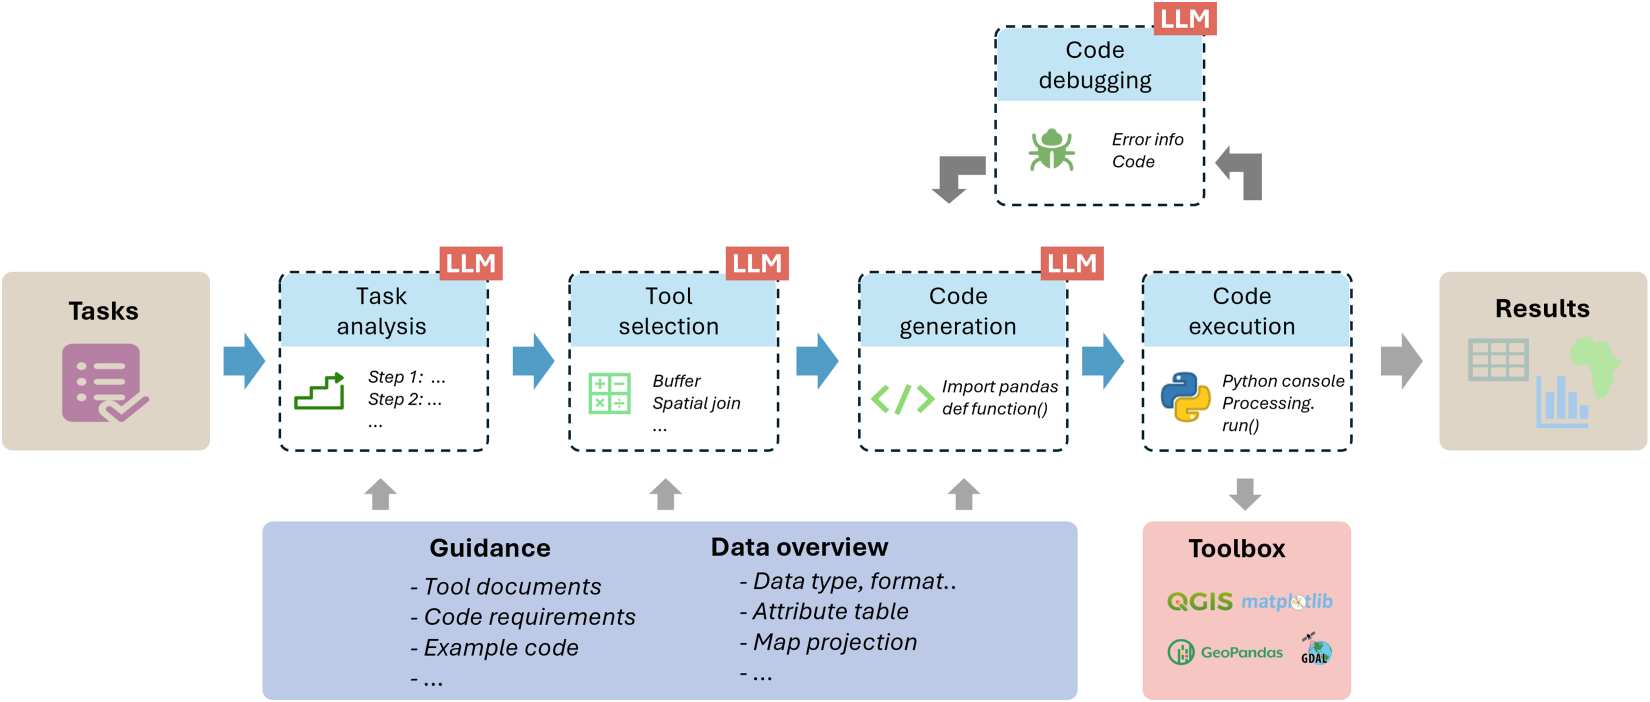 LLM
Code
debugging
Error info
Code
Tasks
LLM
Task
analysis
Step 1: ...
Step 2: ...
...
LLM
Tool
selection
Buffer
Spatial join
...
LLM
Code
generation
</>
Import pandas
def function()
Code
execution
Python console
Processing.
run()
Results
Guidance
- Tool documents
- Code requirements
- Example code
- ...
Data overview
- Data type, format..
- Attribute table
- Map projection
- ...
Toolbox
QGIS
matplotlib
GeoPandas
GDAL